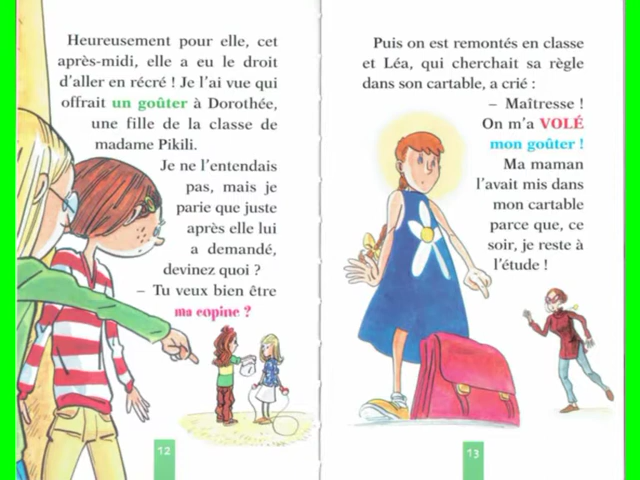 Heureusement pour elle, cet
après-midi, elle a eu le droit
d'aller en récré ! Je l'ai vue qui
offrait un goûter à Dorothée,
une fille de la classe de
madame Pikili.
Je ne l'entendais
pas, mais je
parie que juste
après elle lui
a demandé,
devinez quoi ?
– Tu veux bien être
ma copine ?
12
Puis on est remontés en classe
et Léa, qui cherchait sa règle
dans son cartable, a crié :
– Maîtresse !
On m'a VOLÉ
mon goûter !
Ma maman
l'avait mis dans
mon cartable
parce que, ce
soir, je reste à
l'étude !
13